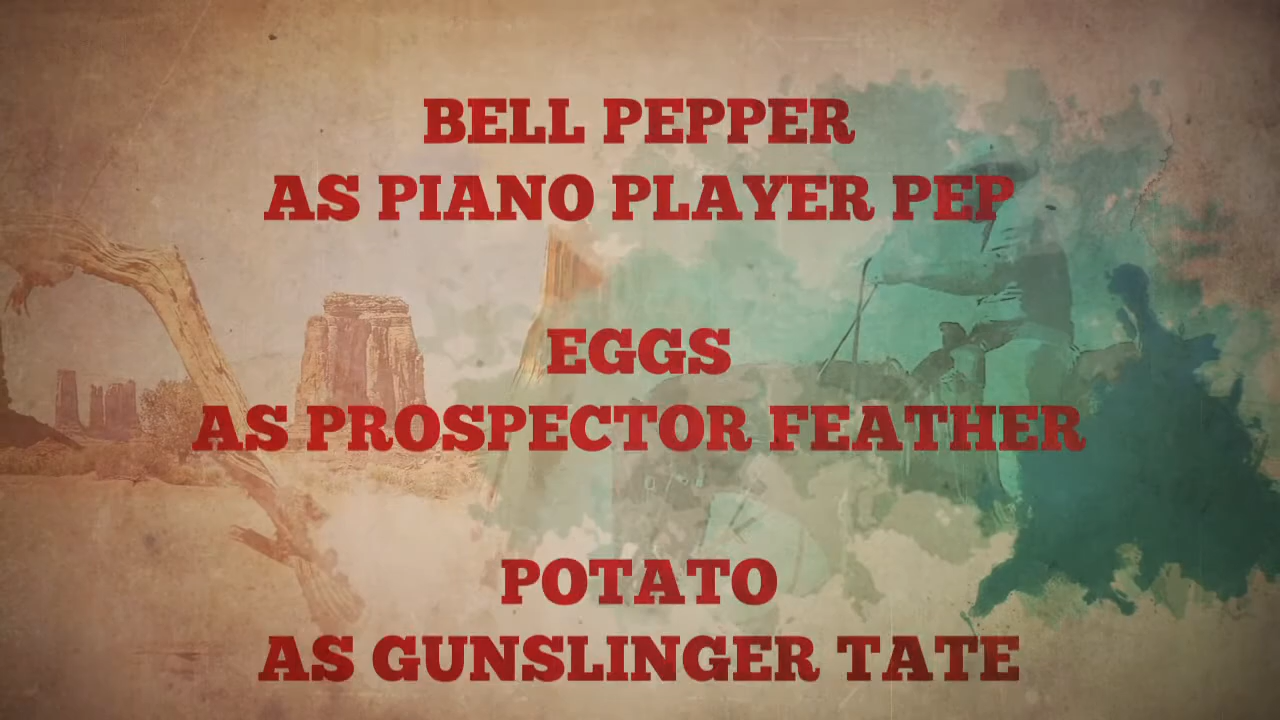 BELL PEPPER
AS PIANO PLAYER PEP
EGGS
AS PROSPECTOR FEATHER
POTATO
AS GUNSLINGER TATE